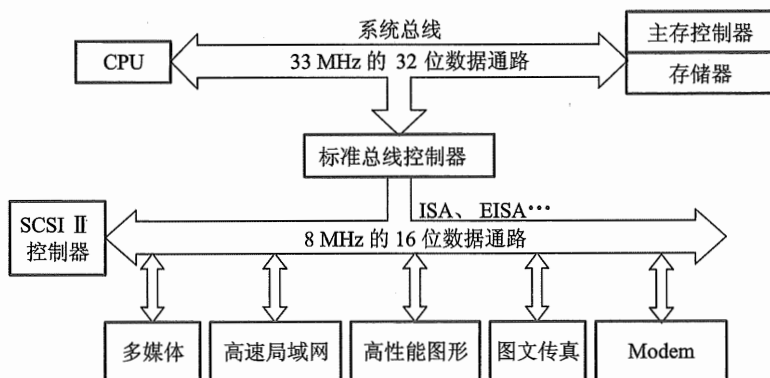 系统总线
CPU
33 MHz 的 32 位数据通路
主存控制器
存储器
标准总线控制器
ISA、 EISA…
SCSI Ⅱ
控制器
8 MHz 的 16 位数据通路
多媒体
高速局域网
高性能图形
图文传真
Modem